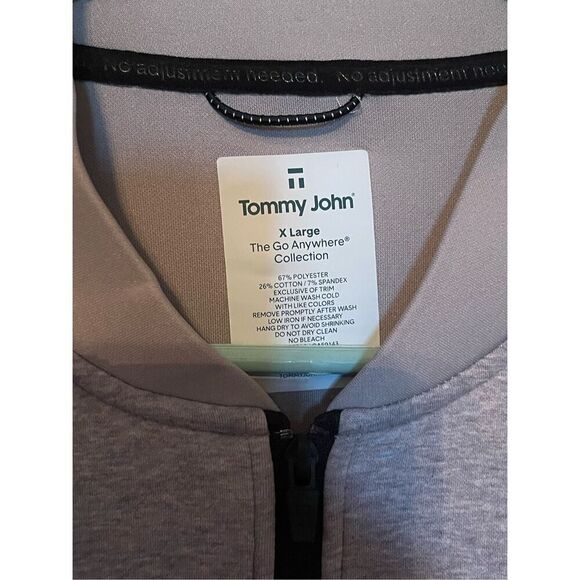 No adjustment needed. No adjustment nee
Tommy John®
X Large
The Go Anywhere®
Collection
67% POLYESTER
26% COTTON / 7% SPANDEX
EXCLUSIVE OF TRIM
MACHINE WASH COLD
WITH LIKE COLORS
REMOVE PROMPTLY AFTER WASH
LOW IRON IF NECESSARY
HANG DRY TO AVOID SHRINKING
DO NOT DRY CLEAN
NO BLEACH